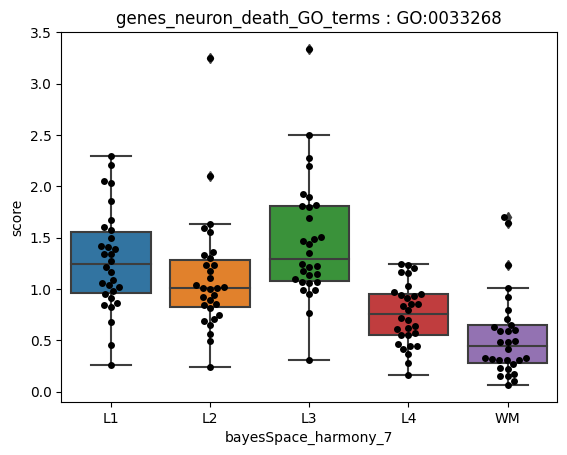 genes_neuron_death_GO_terms : GO:0033268
3.5
3.0
2.5
2.0
1.5
1.0
0.5
0.0
score
L1 L2 L3 L4 WM
bayesSpace_harmony_7